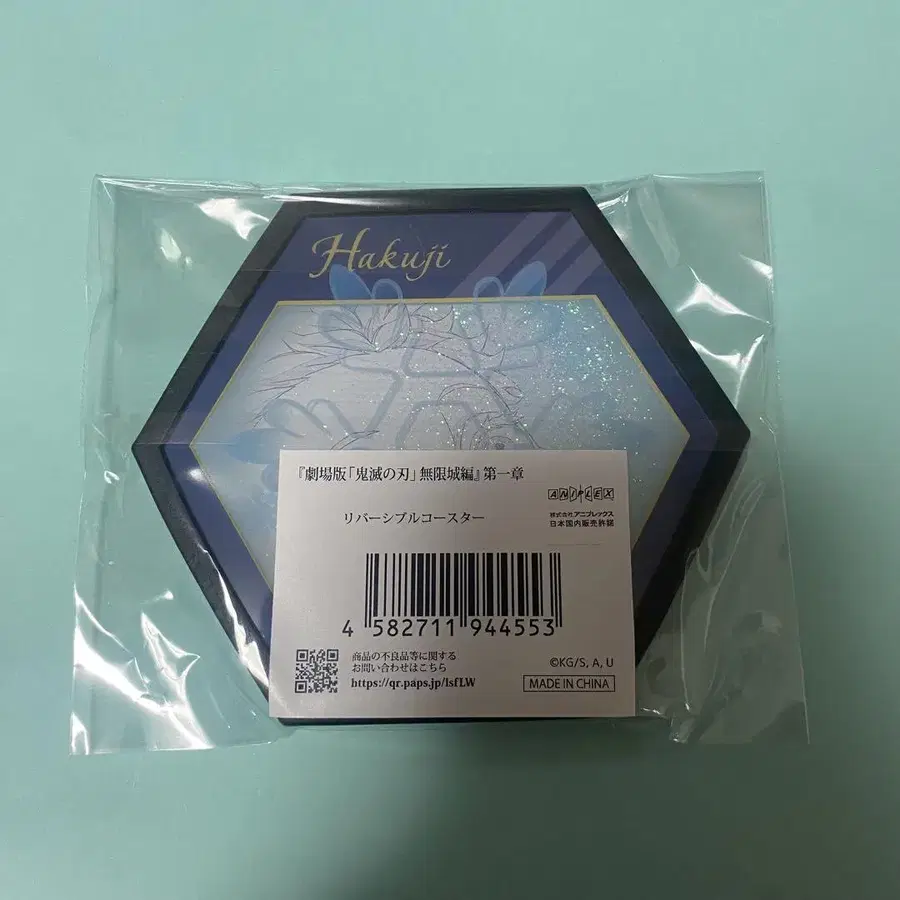 Hakuji
『劇場版「鬼滅の刃」無限城編』第一章
ANIPLEX
株式会社アニプレックス
日本国内販売許諾
リバーシブルコースター
4 582711 944553
商品の不良品等に関する
お問い合わせはこちら
https://qr.paps.jp/lsfLW
©KG/S, A, U
MADE IN CHINA